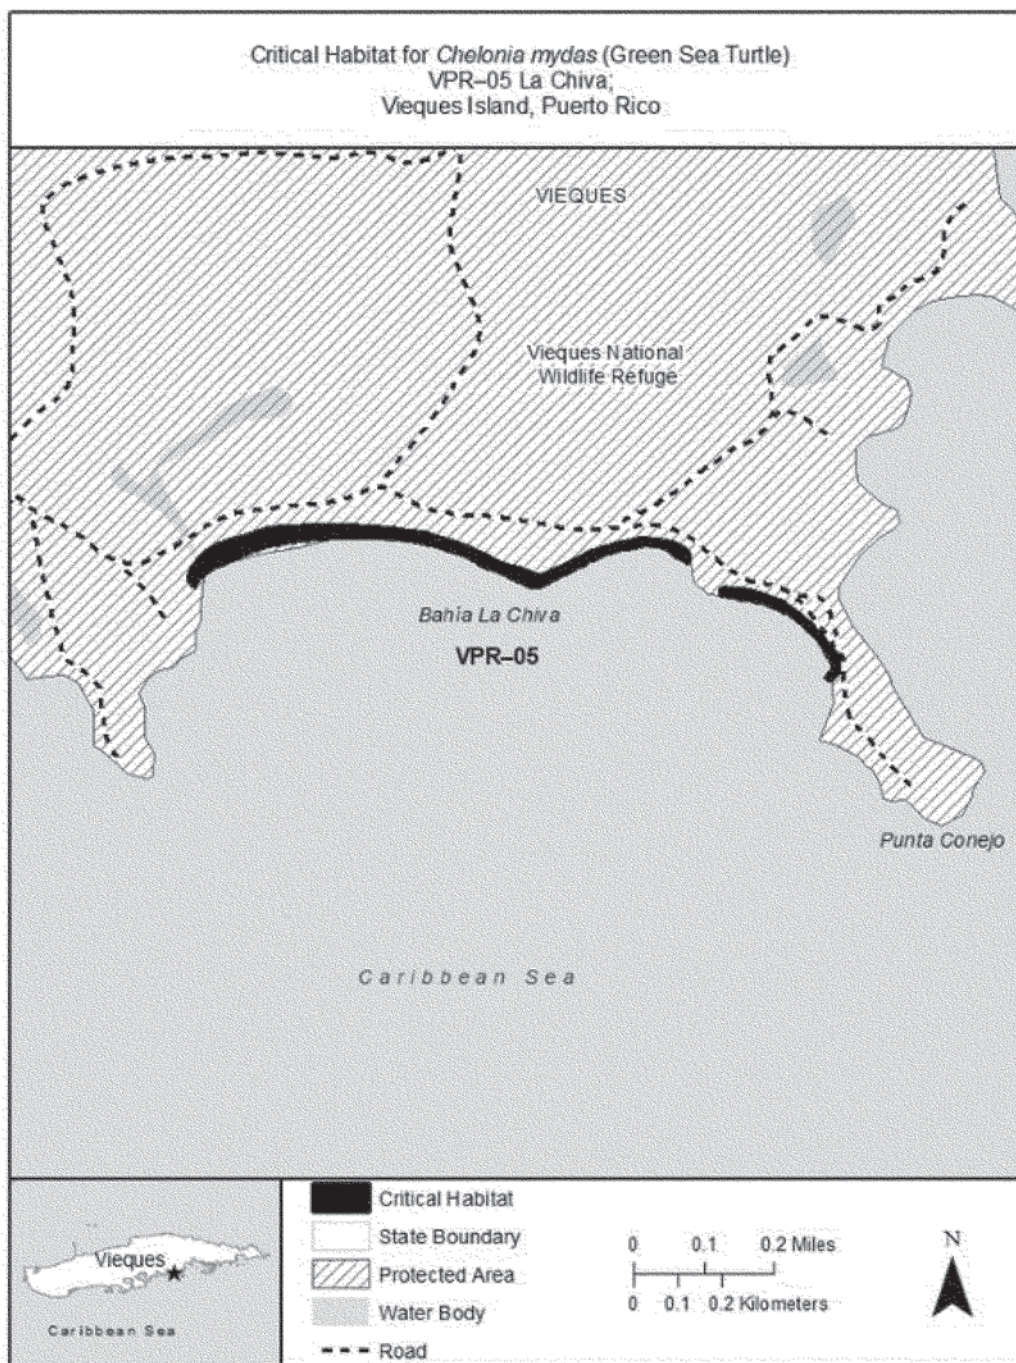 Critical Habitat for Chelonia mydas (Green Sea Turtle)
VPR–05 La Chiva;
Vieques Island, Puerto Rico
VIEQUES
Vieques National
Wildlife Refuge
Bahía La Chiva
VPR–05
Punta Conejo
Caribbean Sea
Vieques
Caribbean Sea
Critical Habitat
State Boundary
Protected Area
Water Body
Road
0 0.1 0.2 Miles
0 0.1 0.2 Kilometers
N